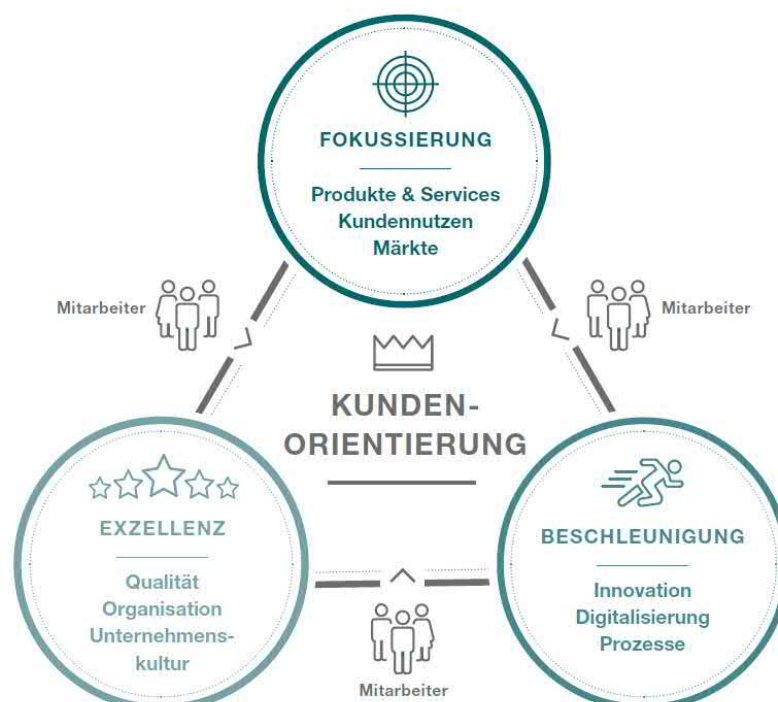 FOKUSSIERUNG
Produkte & Services
Kundennutzen
Märkte
Mitarbeiter
Mitarbeiter
KUNDEN-
ORIENTIERUNG
EXZELLENZ
Qualität
Organisation
Unternehmens-
kultur
BESCHLEUNIGUNG
Innovation
Digitalisierung
Prozesse
Mitarbeiter